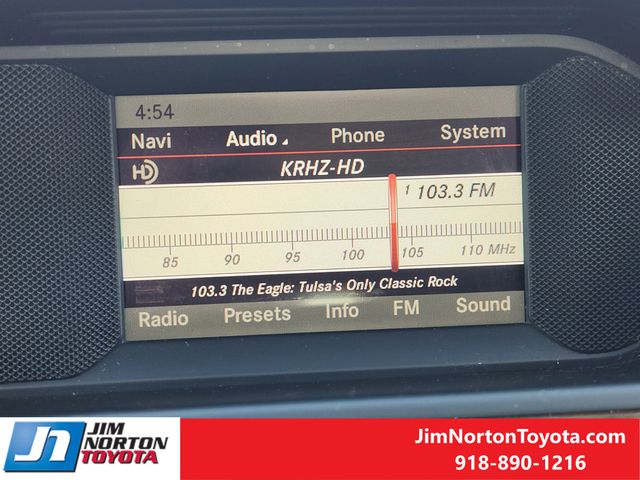 4:54
Navi Audio Phone System
HD KRHZ-HD
1 103.3 FM
85 90 95 100 105 110 MHz
103.3 The Eagle: Tulsa's Only Classic Rock
Radio Presets Info FM Sound
JIM
NORTON
TOYOTA
JimNortonToyota.com
918-890-1216